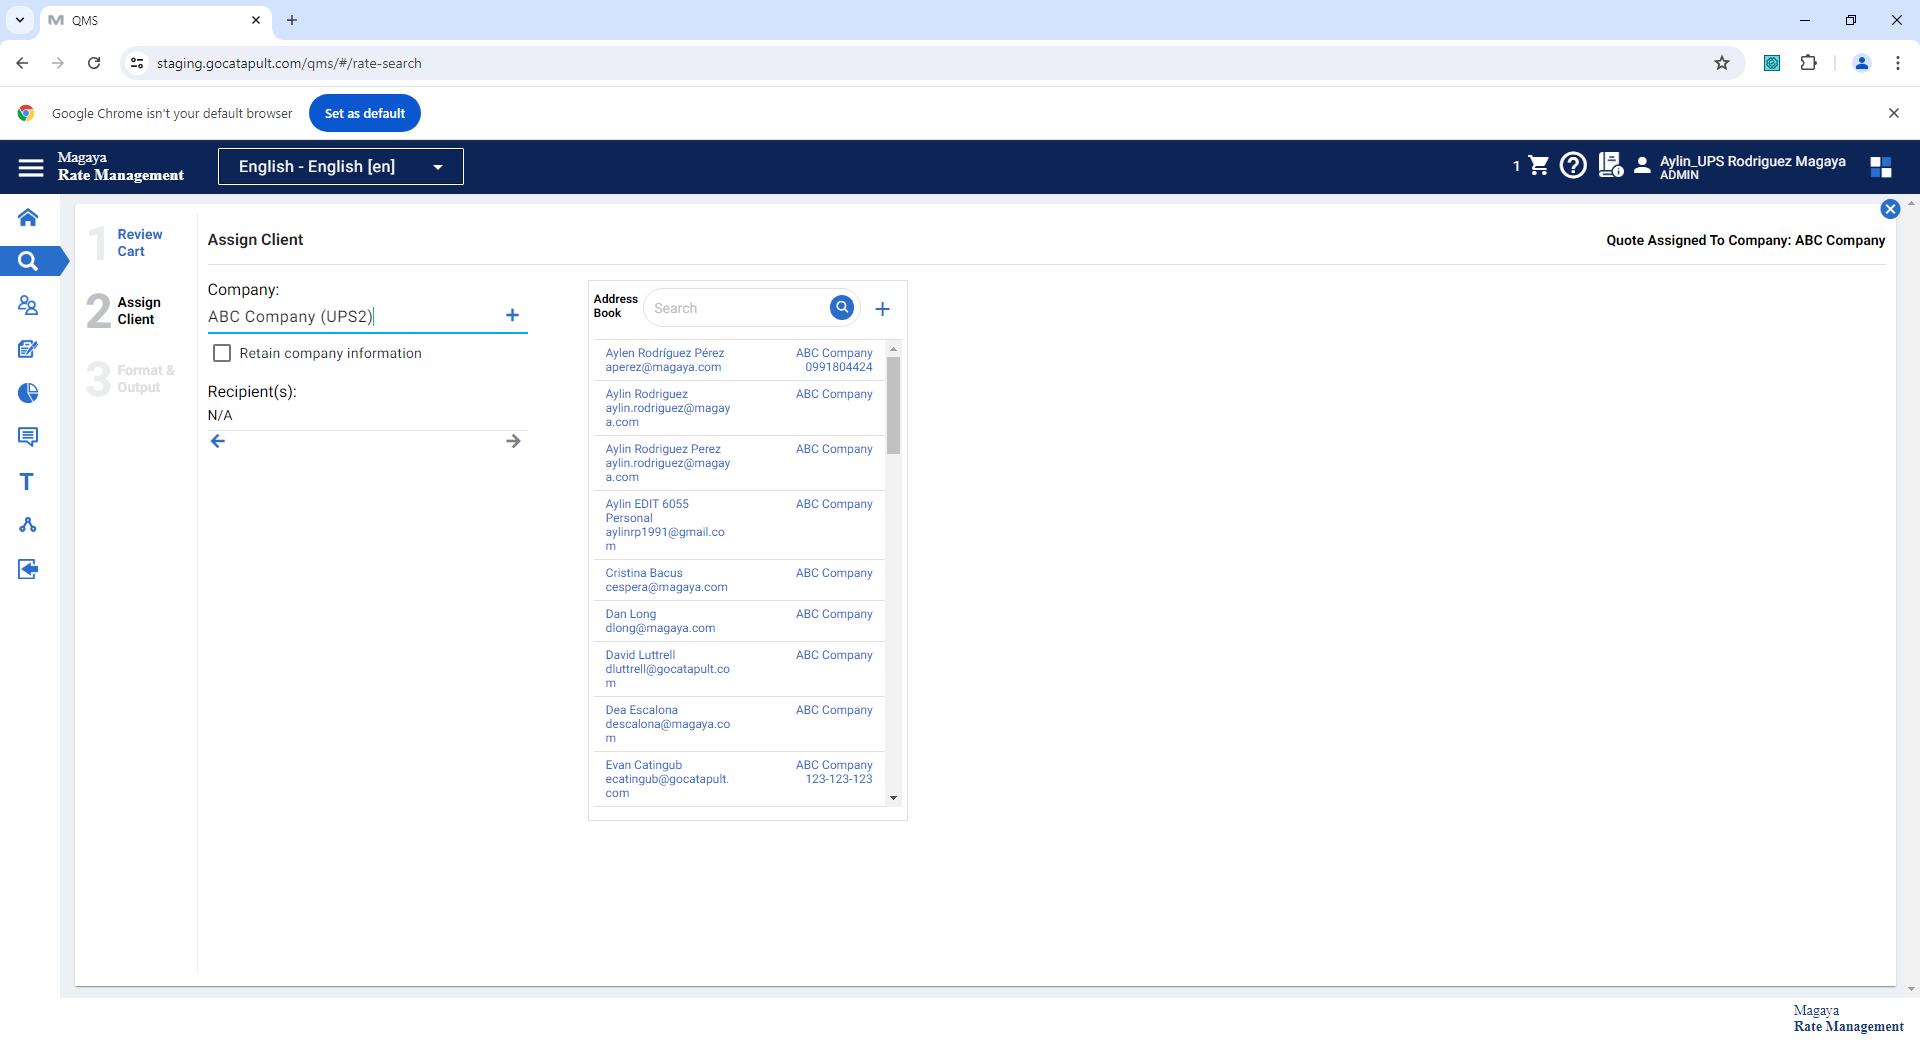 QMS
staging.gocatapult.com/qms/#/rate-search
Google Chrome isn't your default browser
Set as default
Magaya
Rate Management
English - English [en]
1
Aylin_UPS Rodriguez Magaya
ADMIN
1 Review
Cart
2 Assign
Client
3 Format &
Output
Assign Client
Quote Assigned To Company: ABC Company
Company:
ABC Company (UPS2)
Retain company information
Recipient(s):
N/A
Address
Book
Search
Aylen Rodríguez Pérez ABC Company
aperez@magaya.com 0991804424
Aylin Rodriguez ABC Company
aylin.rodriguez@magay
a.com
Aylin Rodriguez Perez ABC Company
aylin.rodriguez@magay
a.com
Aylin EDIT 6055 ABC Company
Personal
aylinrp1991@gmail.co
m
Cristina Bacus ABC Company
cespera@magaya.com
Dan Long ABC Company
dlong@magaya.com
David Luttrell ABC Company
dluttrell@gocatapult.co
m
Dea Escalona ABC Company
descalona@magaya.co
m
Evan Catingub ABC Company
ecatingub@gocatapult. 123-123-123
com
Magaya
Rate Management